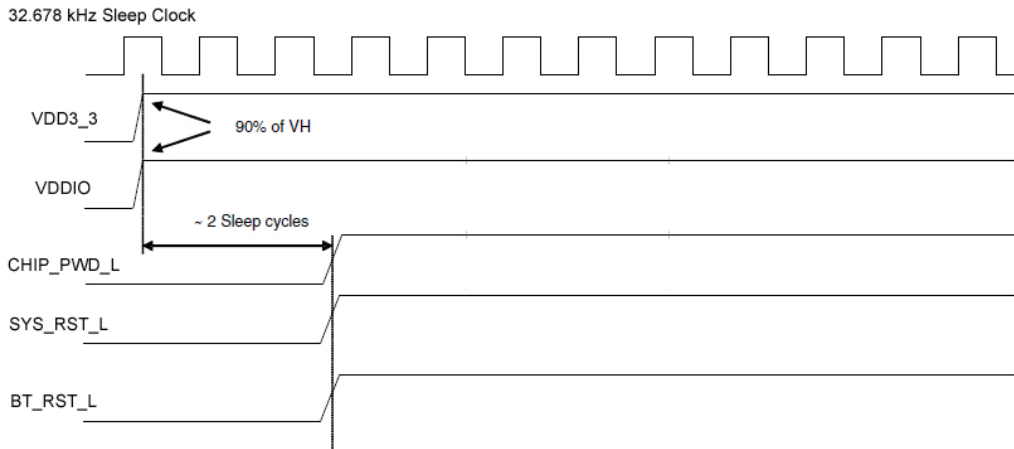 32.678 kHz Sleep Clock
VDD3_3
90% of VH
VDDIO
~ 2 Sleep cycles
CHIP_PWD_L
SYS_RST_L
BT_RST_L